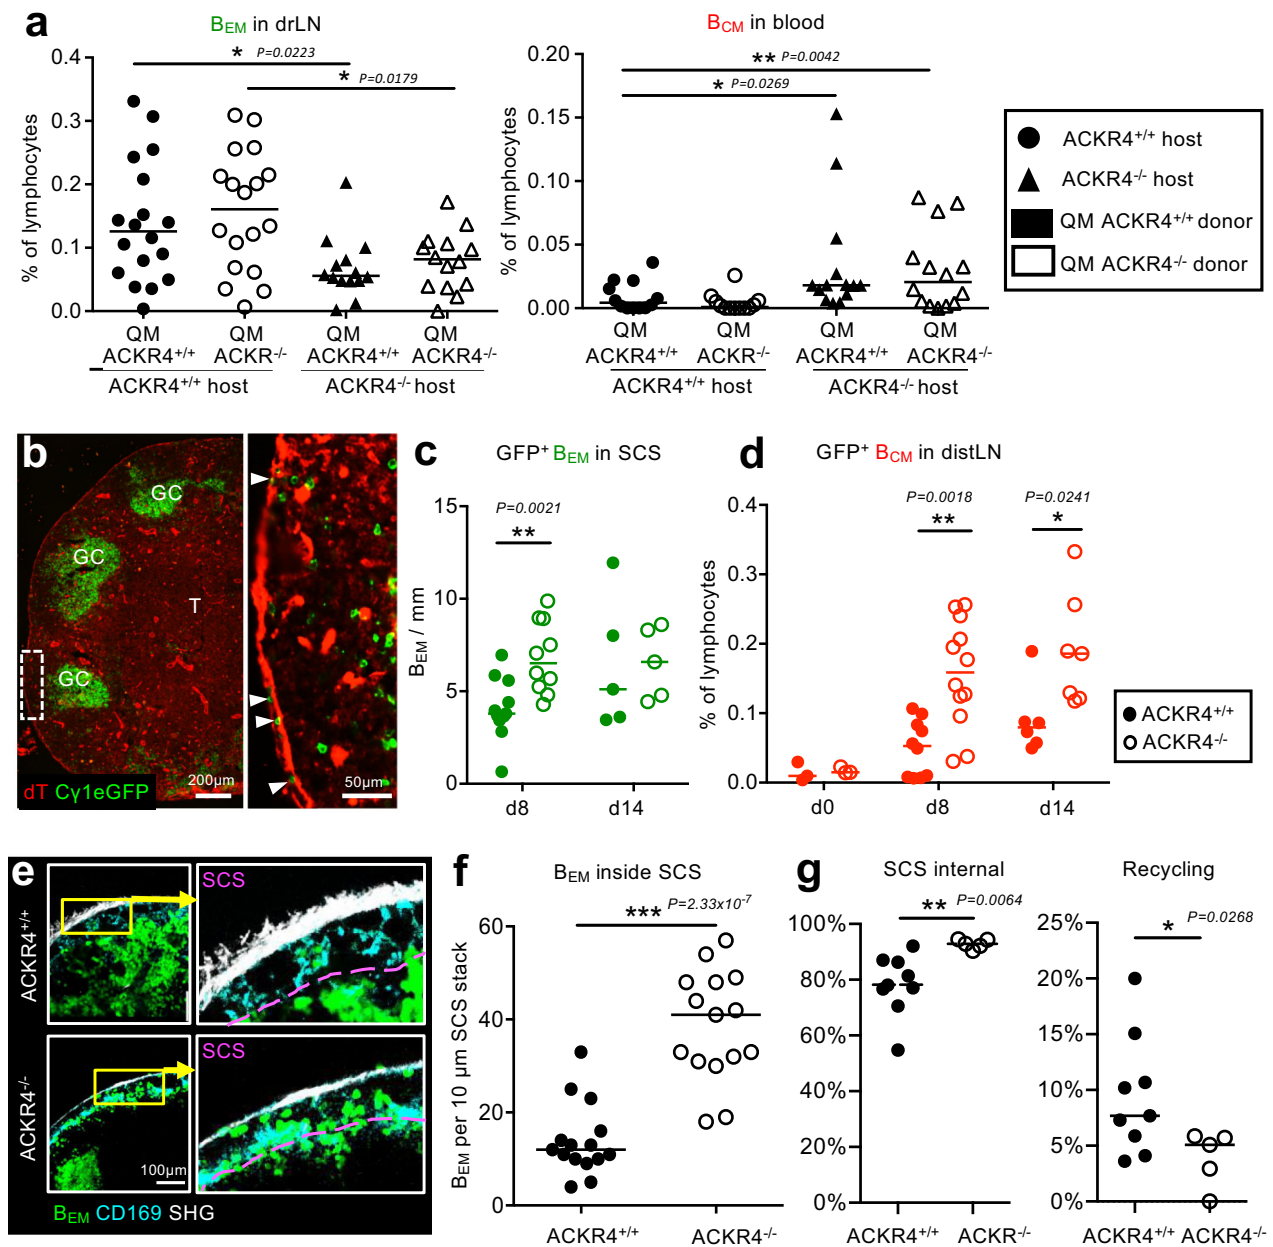 a
B_EM in drLN
* P=0.0223
* P=0.0179
% of lymphocytes
0.4
0.3
0.2
0.1
0.0
QM QM QM QM
ACKR4+/+ ACKR-/- ACKR4+/+ ACKR4-/-
ACKR4+/+ host ACKR4-/- host
B_CM in blood
** P=0.0042
* P=0.0269
% of lymphocytes
0.20
0.15
0.10
0.05
0.00
QM QM QM QM
ACKR4+/+ ACKR-/- ACKR4+/+ ACKR4-/-
ACKR4+/+ host ACKR4-/- host
ACKR4+/+ host
ACKR4-/- host
QM ACKR4+/+ donor
QM ACKR4-/- donor
b
GC
GC
T
GC
200µm
dT Cγ1eGFP
50µm
c
GFP+ B_EM in SCS
P=0.0021
**
B_EM / mm
15
10
5
0
d8 d14
d
GFP+ B_CM in distLN
P=0.0018 P=0.0241
** *
% of lymphocytes
0.4
0.3
0.2
0.1
0.0
d0 d8 d14
ACKR4+/+
ACKR4-/-
e
ACKR4+/+
SCS
ACKR4-/-
SCS
100µm
B_EM CD169 SHG
f
B_EM inside SCS
*** P=2.33x10-7
B_EM per 10 µm SCS stack
60
40
20
0
ACKR4+/+ ACKR4-/-
g
SCS internal
** P=0.0064
100%
80%
60%
40%
20%
0%
ACKR4+/+ ACKR-/-
Recycling
P=0.0268
*
25%
20%
15%
10%
5%
0%
ACKR4+/+ ACKR4-/-